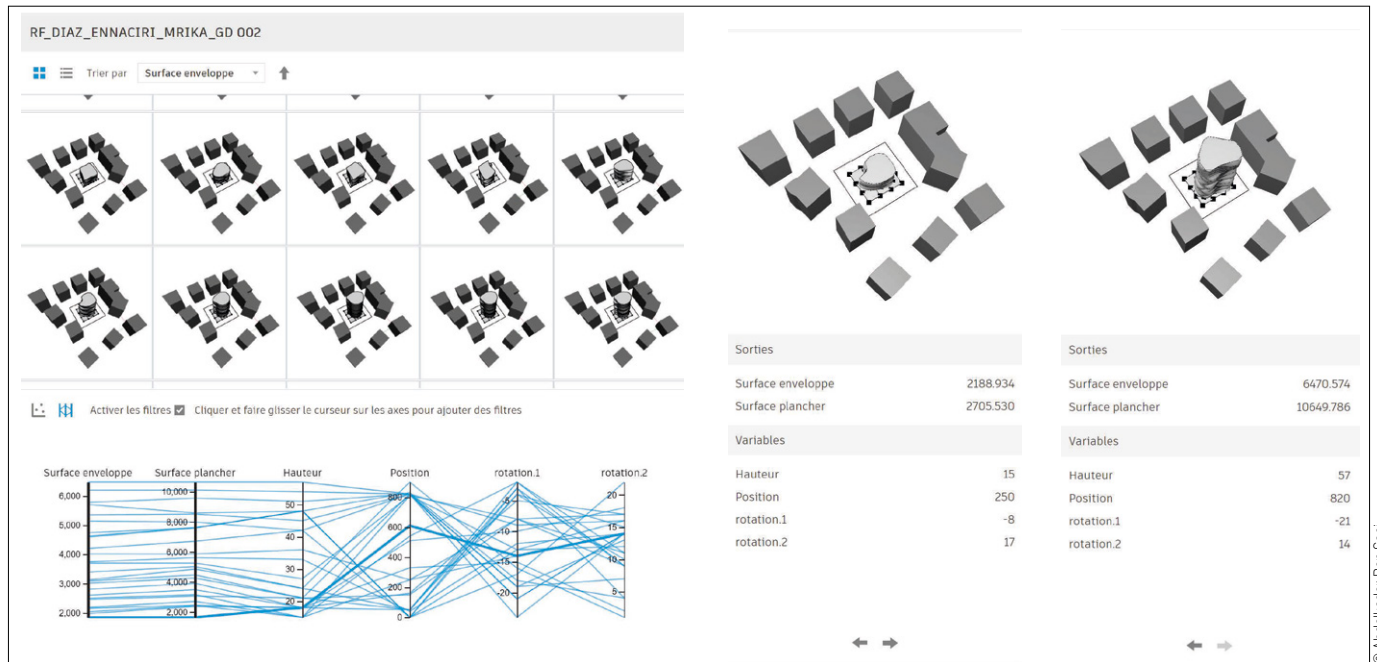 RF_DIAZ_ENNACIRI_MRIKA_GD 002
Trier par Surface enveloppe
Activer les filtres Cliquer et faire glisser le curseur sur les axes pour ajouter des filtres
Surface enveloppe Surface plancher Hauteur Position rotation.1 rotation.2
6,000
5,000
4,000
3,000
2,000
10,000
8,000
6,000
4,000
2,000
50
40
30
20
800
600
400
200
0
-5
-10
-15
-20
20
15
10
5
Sorties
Surface enveloppe 2188.934
Surface plancher 2705.530
Variables
Hauteur 15
Position 250
rotation.1 -8
rotation.2 17
Sorties
Surface enveloppe 6470.574
Surface plancher 10649.786
Variables
Hauteur 57
Position 820
rotation.1 -21
rotation.2 14